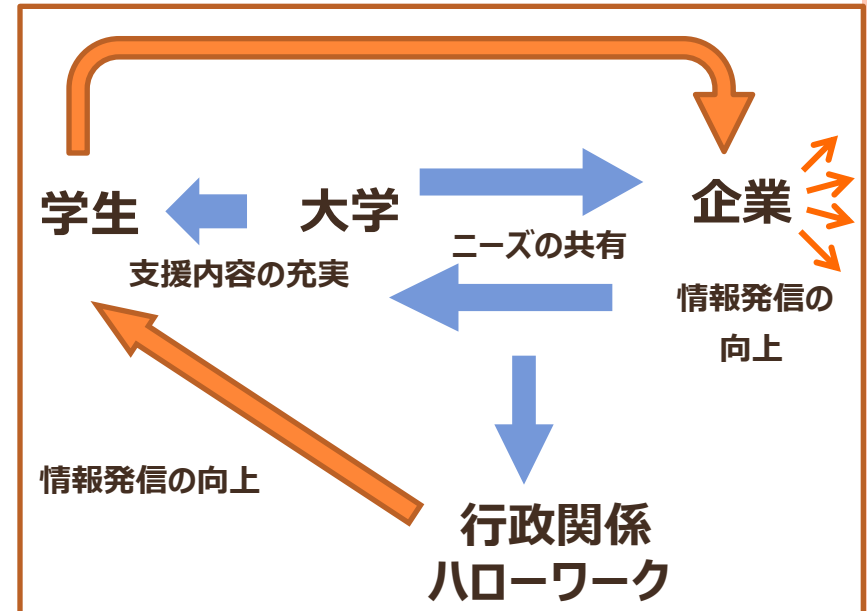 学生
大学
企業
ニーズの共有
支援内容の充実
情報発信の
向上
情報発信の向上
行政関係
ハローワーク